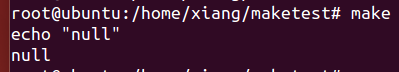 root@ubuntu:/home/xiang/maketest# make
echo "null"
null